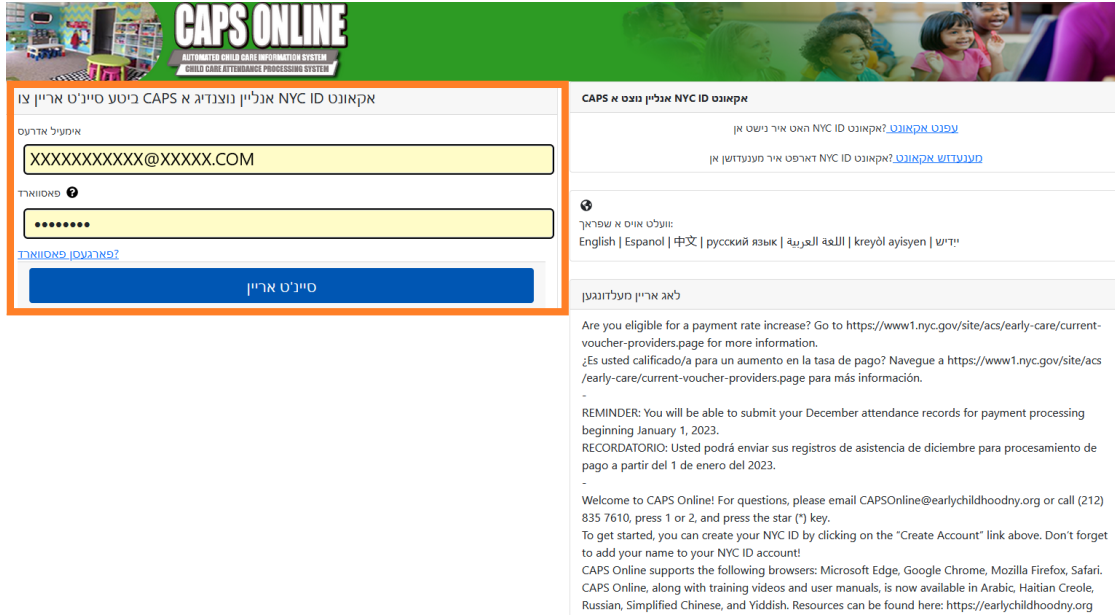 CAPS ONLINE
AUTOMATED CHILD CARE INFORMATION SYSTEM
CHILD CARE ATTENDANCE PROCESSING SYSTEM
אקאונט NYC ID אנליין נוצנדיג א CAPS ביטע סיינ'ט אריין צו
אימעיל אדרעס
XXXXXXXXXXX@XXXXX.COM
פאסווארד
••••••••
?פארגעסן פאסווארד
סיינ'ט אריין
אקאונט NYC ID אנליין נוצט א CAPS
עפנט אקאונט ?אקאונט NYC ID האט איר נישט אן
מענעדזש אקאונט ?אקאונט NYC ID דארפט איר מענעדזשן אן
:וועלט אויס א שפראך
English | Espanol | 中文 | русский язык | اللغة العربية | kreyòl ayisyen | יידיש
לאג אריין מעלדונגען
Are you eligible for a payment rate increase? Go to https://www1.nyc.gov/site/acs/early-care/current-
voucher-providers.page for more information.
¿Es usted calificado/a para un aumento en la tasa de pago? Navegue a https://www1.nyc.gov/site/acs
/early-care/current-voucher-providers.page para más información.
-
REMINDER: You will be able to submit your December attendance records for payment processing
beginning January 1, 2023.
RECORDATORIO: Usted podrá enviar sus registros de asistencia de diciembre para procesamiento de
pago a partir del 1 de enero del 2023.
-
Welcome to CAPS Online! For questions, please email CAPSOnline@earlychildhoodny.org or call (212)
835 7610, press 1 or 2, and press the star (*) key.
To get started, you can create your NYC ID by clicking on the “Create Account” link above. Don’t forget
to add your name to your NYC ID account!
CAPS Online supports the following browsers: Microsoft Edge, Google Chrome, Mozilla Firefox, Safari.
CAPS Online, along with training videos and user manuals, is now available in Arabic, Haitian Creole,
Russian, Simplified Chinese, and Yiddish. Resources can be found here: https://earlychildhoodny.org